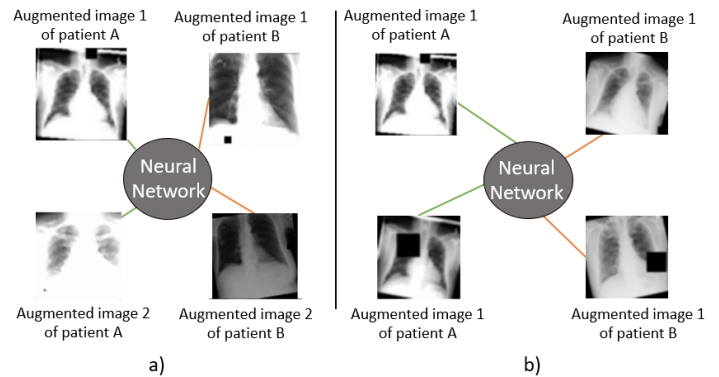 Augmented image 1
of patient A
Augmented image 1
of patient B
Neural
Network
Augmented image 2
of patient A
Augmented image 2
of patient B
a)
Augmented image 1
of patient A
Augmented image 1
of patient B
Neural
Network
Augmented image 1
of patient A
Augmented image 1
of patient B
b)